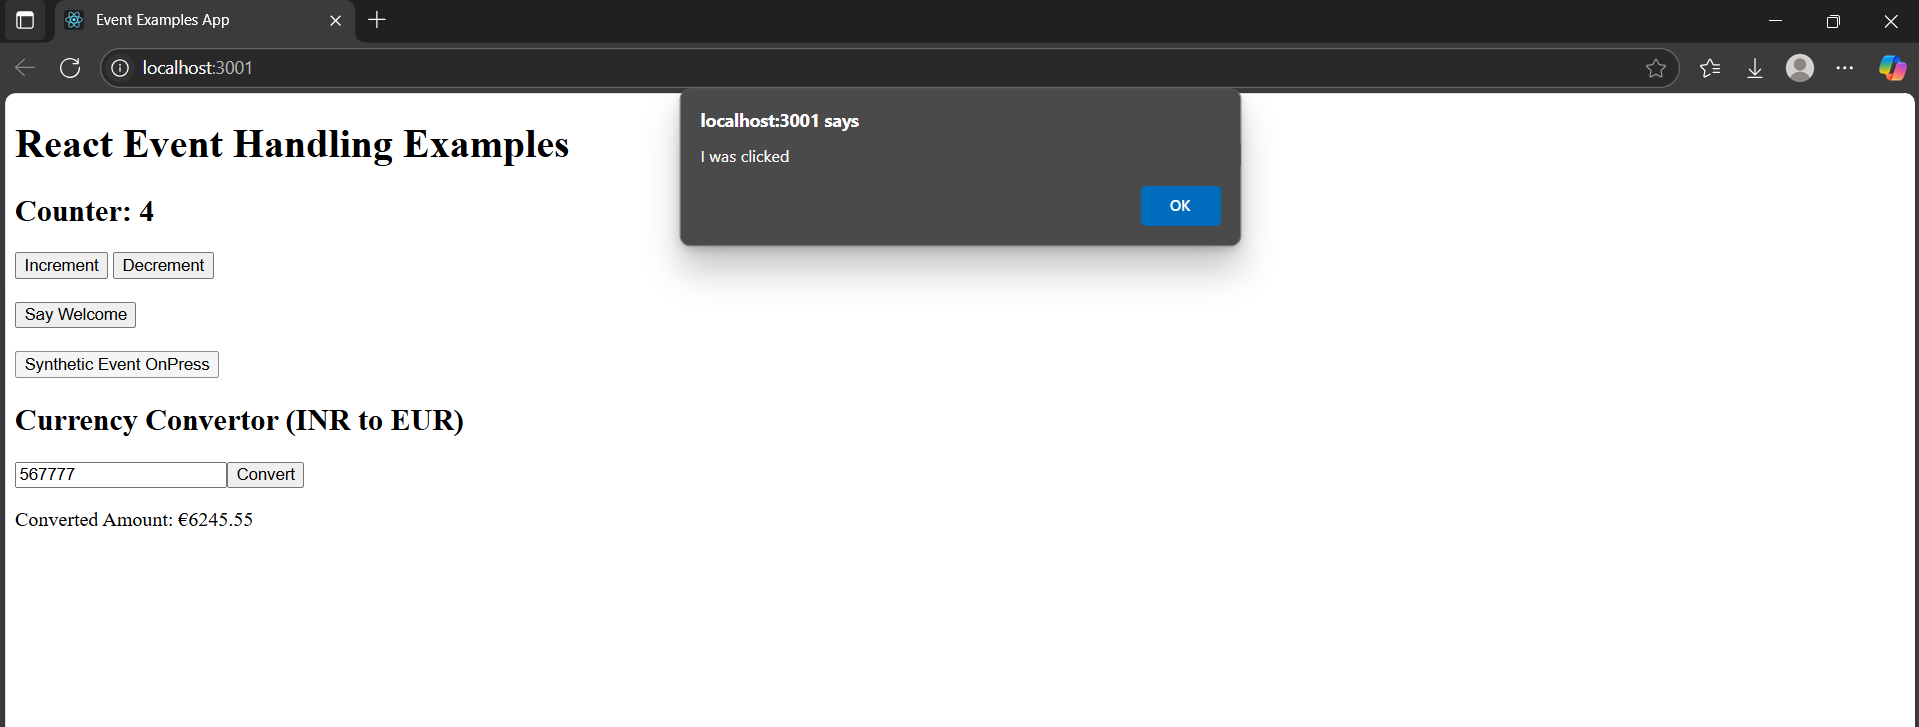 Event Examples App
localhost:3001
localhost:3001 says
I was clicked
OK
React Event Handling Examples
Counter: 4
Increment Decrement
Say Welcome
Synthetic Event OnPress
Currency Convertor (INR to EUR)
567777 Convert
Converted Amount: €6245.55